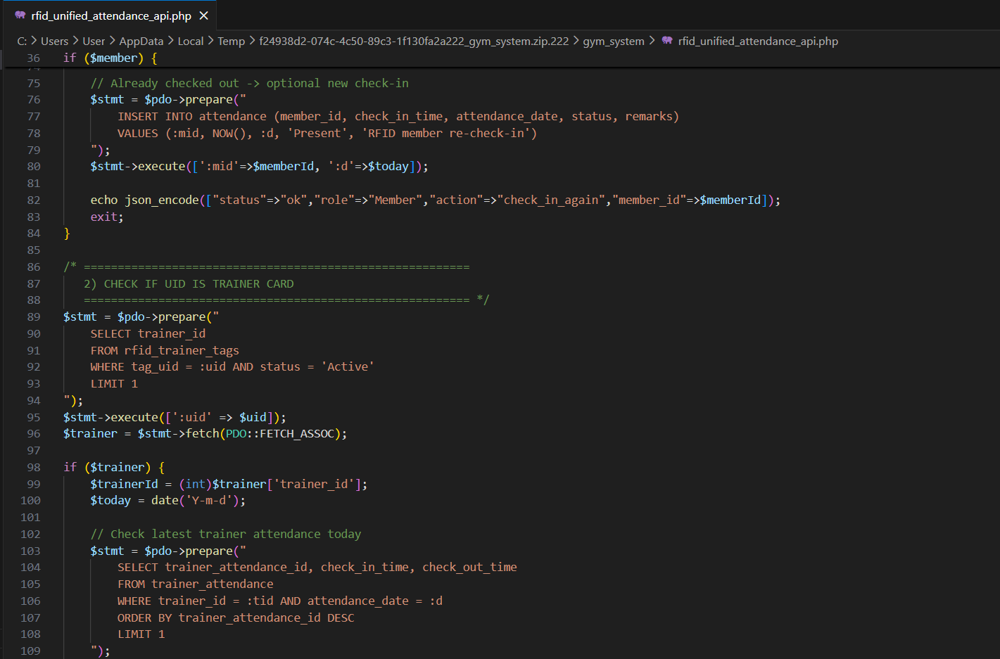 rfid_unified_attendance_api.php
C: > Users > User > AppData > Local > Temp > f24938d2-074c-4c50-89c3-1f130fa2a222_gym_system.zip.222 > gym_system > rfid_unified_attendance_api.php
36 if ($member) {
75 // Already checked out -> optional new check-in
76 $stmt = $pdo->prepare("
77 INSERT INTO attendance (member_id, check_in_time, attendance_date, status, remarks)
78 VALUES (:mid, NOW(), :d, 'Present', 'RFID member re-check-in')
79 ");
80 $stmt->execute([':mid'=>$memberId, ':d'=>$today]);
81
82 echo json_encode(["status"=>"ok","role"=>"Member","action"=>"check_in_again","member_id"=>$memberId]);
83 exit;
84 }
85
86 /* =========================================================
87 2) CHECK IF UID IS TRAINER CARD
88 ========================================================= */
89 $stmt = $pdo->prepare("
90 SELECT trainer_id
91 FROM rfid_trainer_tags
92 WHERE tag_uid = :uid AND status = 'Active'
93 LIMIT 1
94 ");
95 $stmt->execute([':uid' => $uid]);
96 $trainer = $stmt->fetch(PDO::FETCH_ASSOC);
97
98 if ($trainer) {
99 $trainerId = (int)$trainer['trainer_id'];
100 $today = date('Y-m-d');
101
102 // Check latest trainer attendance today
103 $stmt = $pdo->prepare("
104 SELECT trainer_attendance_id, check_in_time, check_out_time
105 FROM trainer_attendance
106 WHERE trainer_id = :tid AND attendance_date = :d
107 ORDER BY trainer_attendance_id DESC
108 LIMIT 1
109 ");